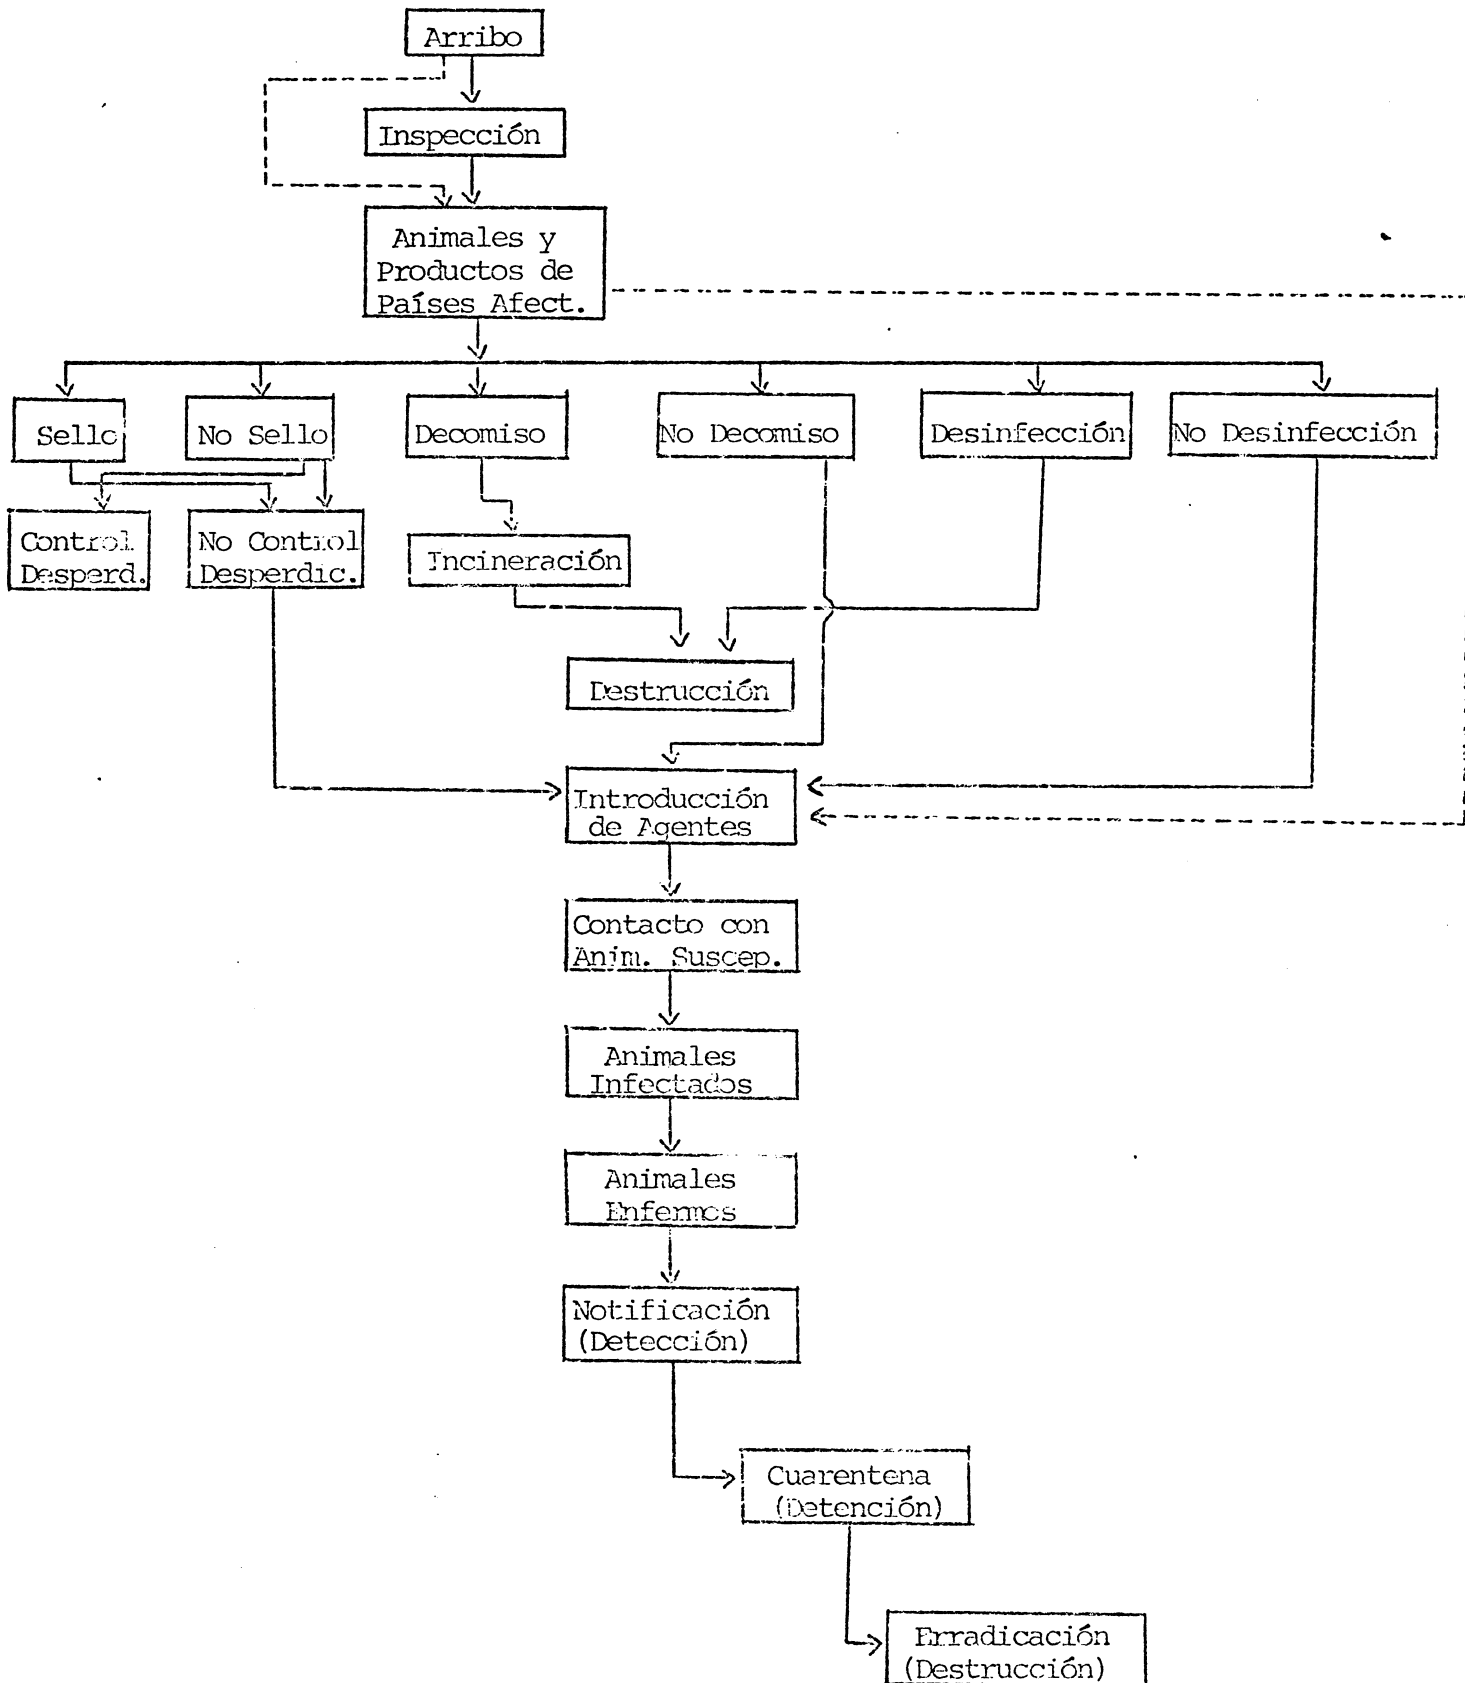 Arribo
Inspección
Animales y
Productos de
Países Afect.
Sello
No Sello
Decomiso
No Decomiso
Desinfección
No Desinfección
Control
Desperd.
No Control
Desperdic.
Incineración
Destrucción
Introducción
de Agentes
Contacto con
Anim. Suscep.
Animales
Infectados
Animales
Enfermos
Notificación
(Detección)
Cuarentena
(Detención)
Erradicación
(Destrucción)